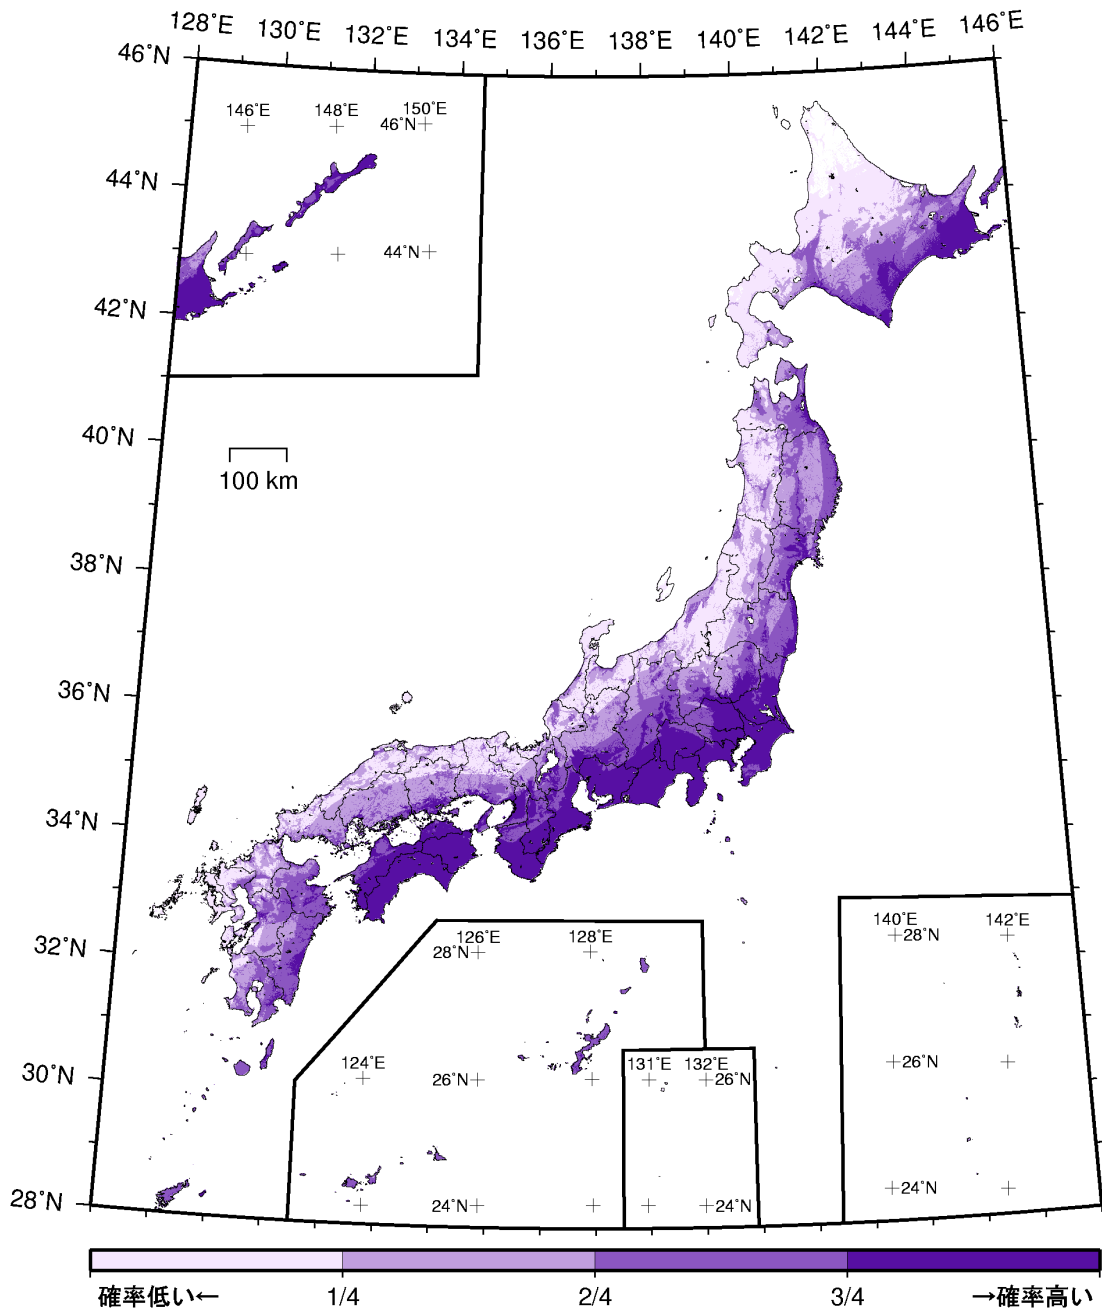 128°E 130°E 132°E 134°E 136°E 138°E 140°E 142°E 144°E 146°E
46°N
146°E 148°E 150°E
46°N
44°N
44°N
42°N
40°N
100 km
38°N
36°N
34°N
32°N
126°E 128°E
28°N
140°E 142°E
28°N
30°N
124°E
26°N
131°E 132°E
26°N
26°N
28°N
24°N
24°N
24°N
確率低い← 1/4 2/4 3/4 →確率高い